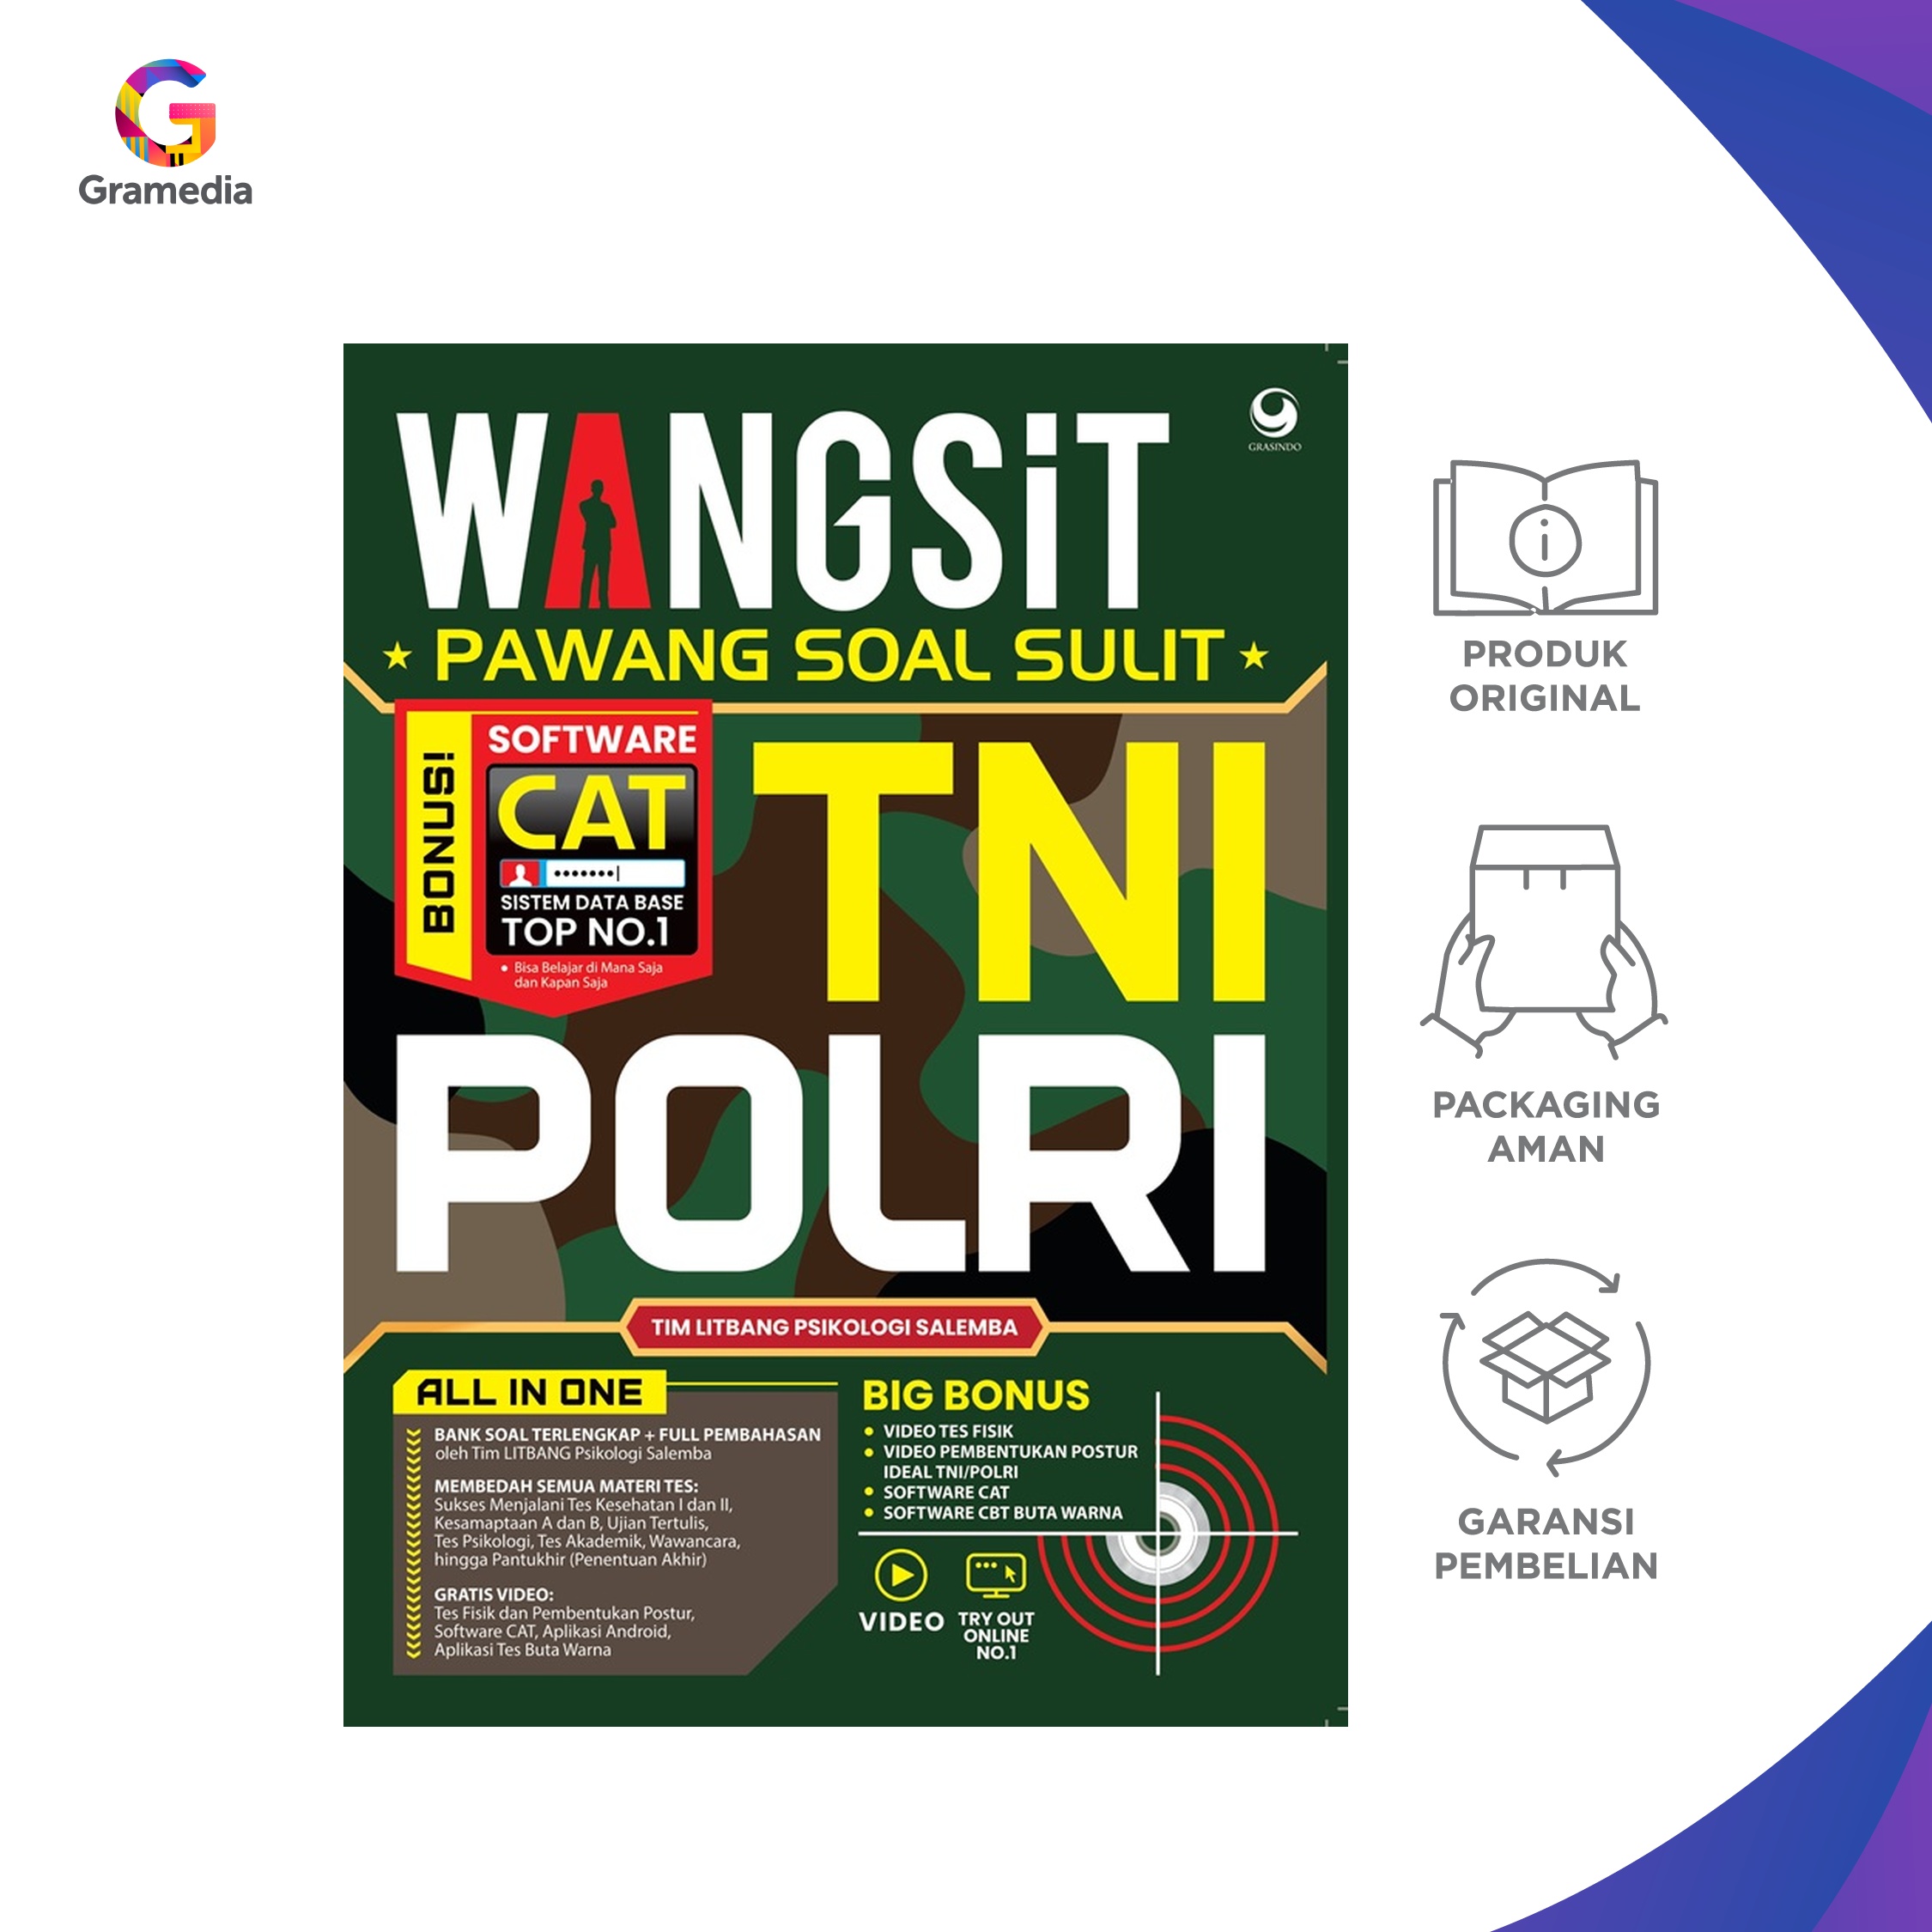 Gramedia
WANGSiT
GRASINDO
PAWANG SOAL SULIT
BONUS!
SOFTWARE
CAT
SISTEM DATA BASE
TOP NO.1
• Bisa Belajar di Mana Saja
dan Kapan Saja
TNI
POLRI
TIM LITBANG PSIKOLOGI SALEMBA
ALL IN ONE
BANK SOAL TERLENGKAP + FULL PEMBAHASAN
oleh Tim LITBANG Psikologi Salemba
MEMBEDAH SEMUA MATERI TES:
Sukses Menjalani Tes Kesehatan I dan II,
Kesamaptaan A dan B, Ujian Tertulis,
Tes Psikologi, Tes Akademik, Wawancara,
hingga Pantukhir (Penentuan Akhir)
GRATIS VIDEO:
Tes Fisik dan Pembentukan Postur,
Software CAT, Aplikasi Android,
Aplikasi Tes Buta Warna
BIG BONUS
• VIDEO TES FISIK
• VIDEO PEMBENTUKAN POSTUR
IDEAL TNI/POLRI
• SOFTWARE CAT
• SOFTWARE CBT BUTA WARNA
VIDEO
TRY OUT
ONLINE
NO.1
PRODUK
ORIGINAL
PACKAGING
AMAN
GARANSI
PEMBELIAN